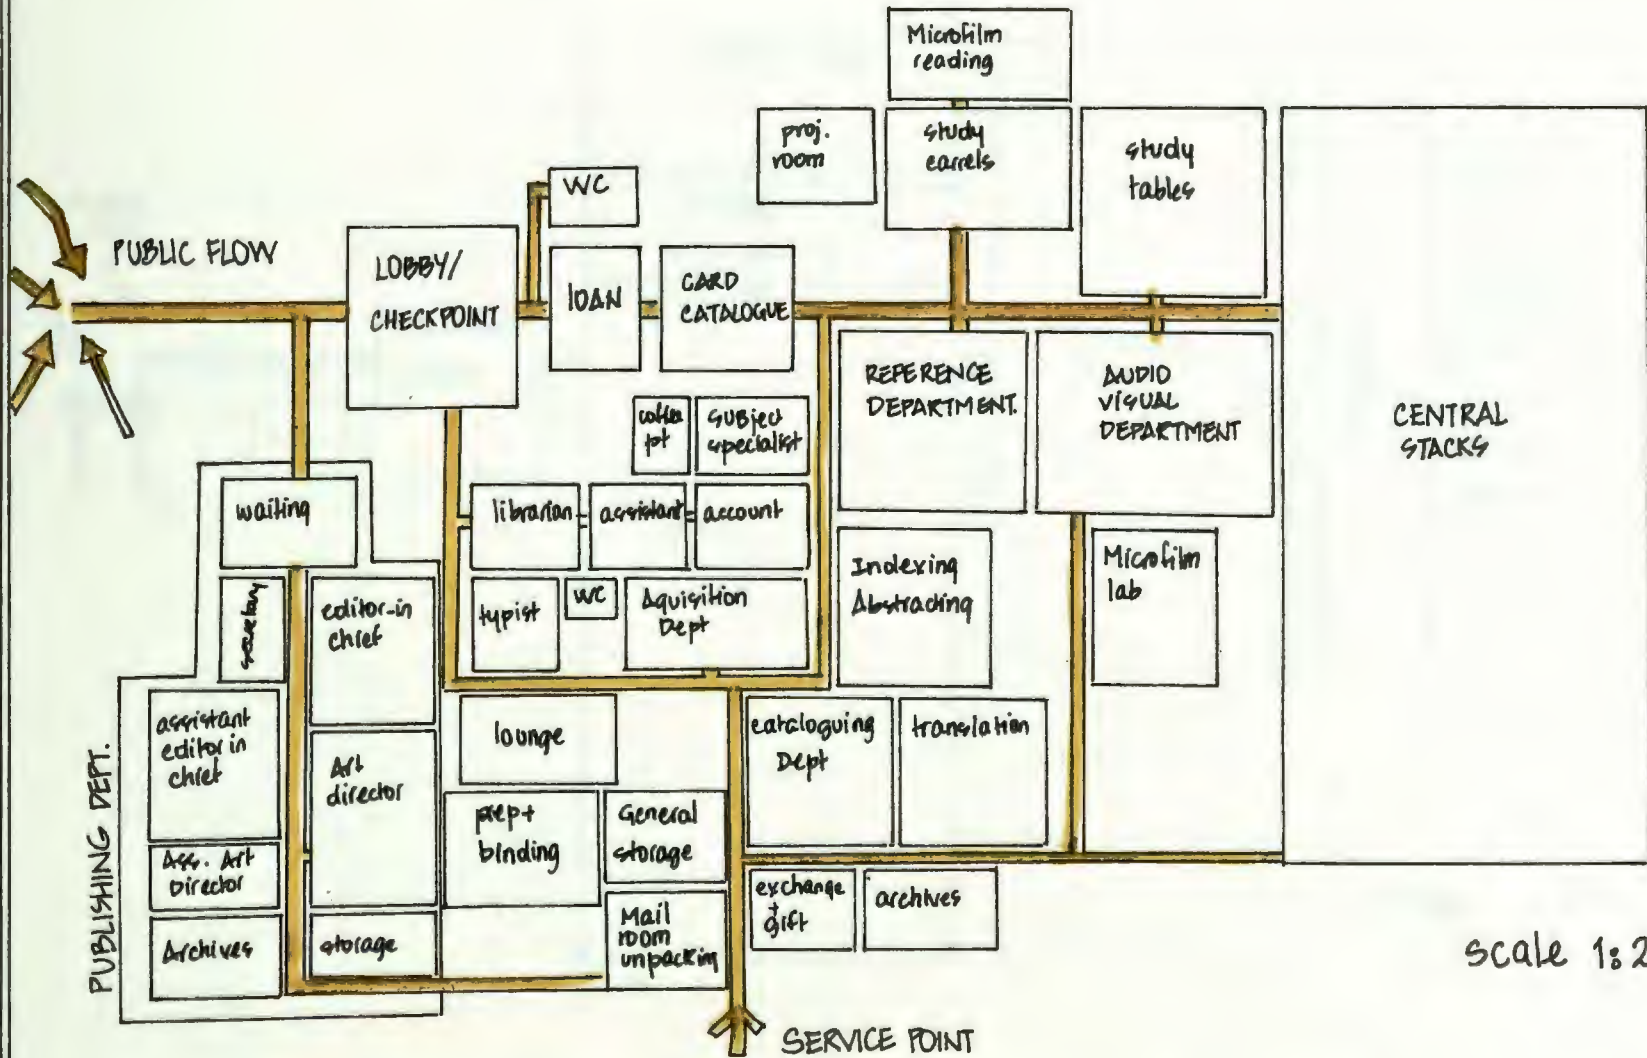 Microfilm
reading
proj.
room
study
carrels
study
tables
WC
PUBLIC FLOW
LOBBY/
CHECKPOINT
LOAN
CARD
CATALOGUE
REFERENCE
DEPARTMENT.
AUDIO
VISUAL
DEPARTMENT
CENTRAL
STACKS
coffee
pt
SUBject
specialist
waiting
librarian
assistant
account
Indexing
Abstracting
Microfilm
lab
secretary
editor-in
chief
typist
WC
Aquisition
Dept
PUBLISHING DEPT.
assistant
editor in
chief
Art
director
lounge
cataloguing
Dept
translation
prep+
binding
General
storage
Ass. Art
Director
exchange
+
gift
archives
Archives
storage
Mail
room
unpackin
scale 1:2
SERVICE POINT